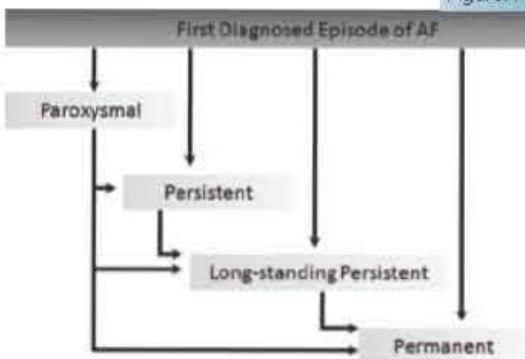 First Diagnosed Episode of AF
Paroxysmal
Persistent
Long-standing Persistent
Permanent